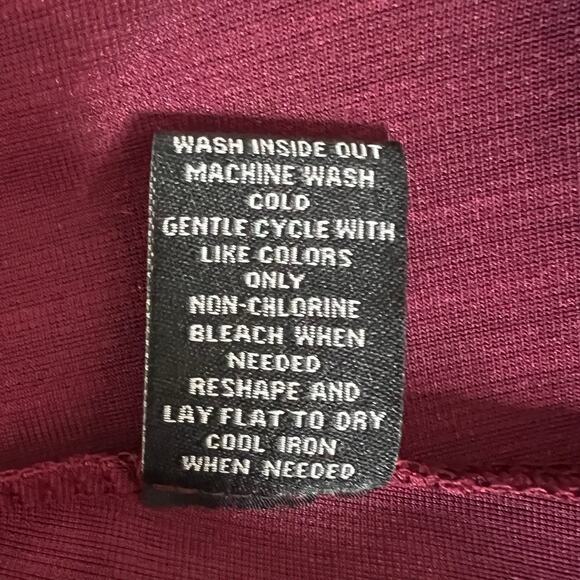 WASH INSIDE OUT
MACHINE WASH
COLD
GENTLE CYCLE WITH
LIKE COLORS
ONLY
NON-CHLORINE
BLEACH WHEN
NEEDED
RESHAPE AND
LAY FLAT TO DRY
COOL IRON
WHEN NEEDED